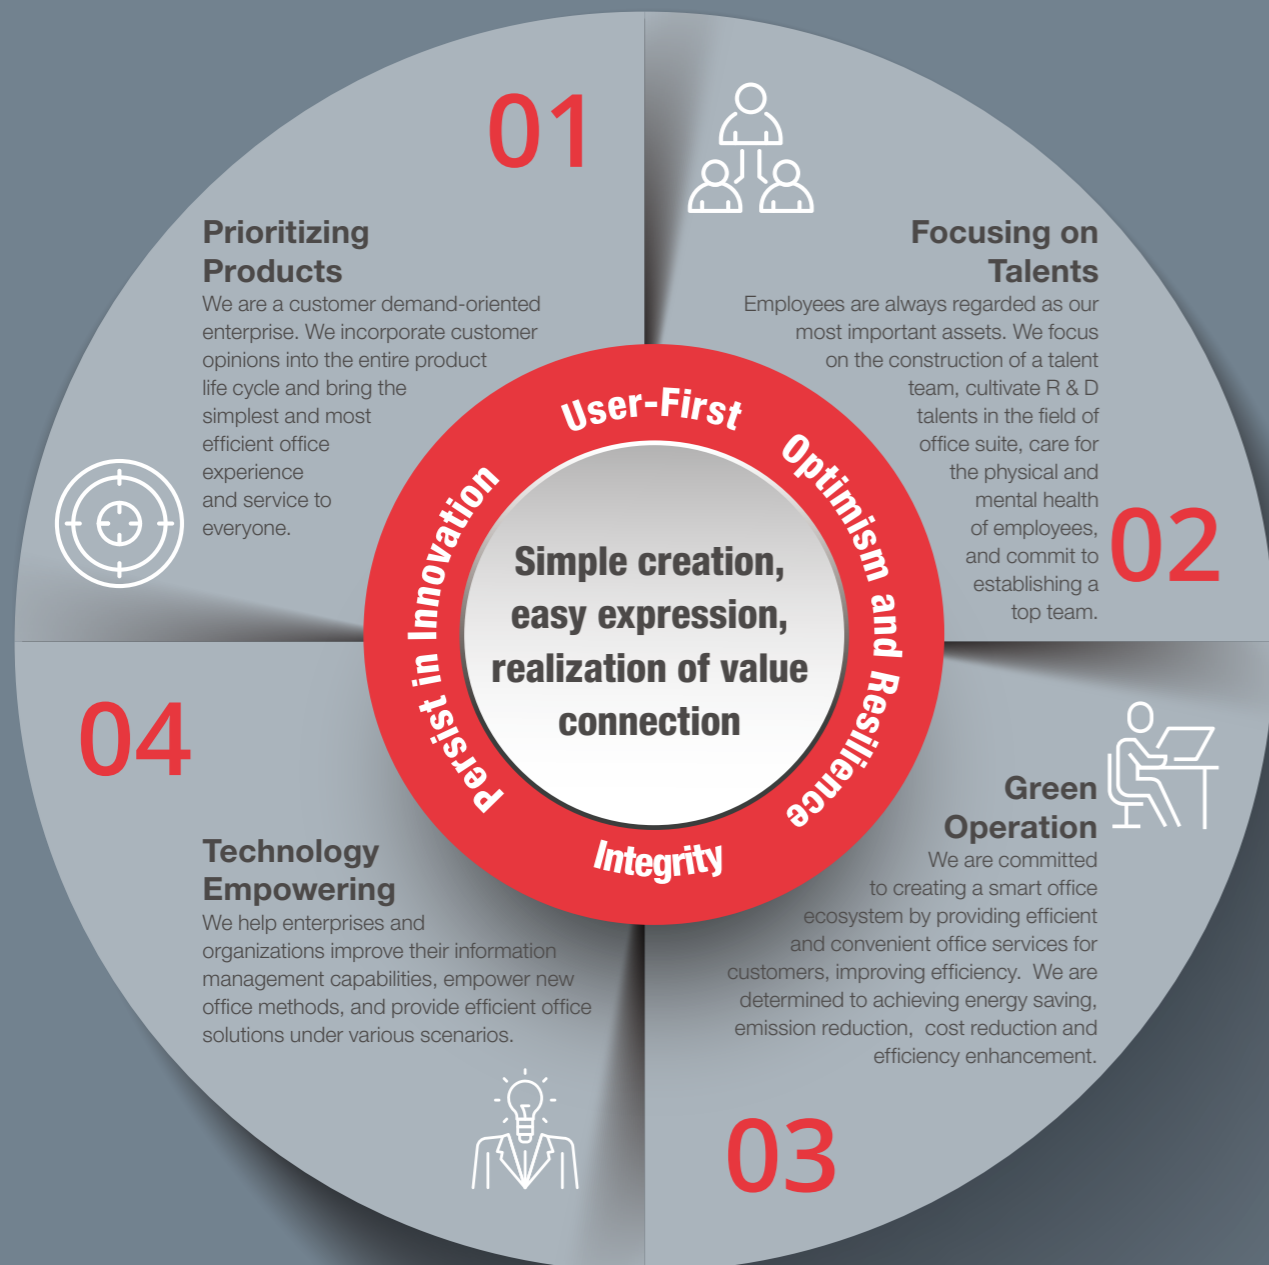 01
Prioritizing
Products
We are a customer demand-oriented
enterprise. We incorporate customer
opinions into the entire product
life cycle and bring the
simplest and most
efficient office
experience
and service to
everyone.
Focusing on
Talents
Employees are always regarded as our
most important assets. We focus
on the construction of a talent
team, cultivate R & D
talents in the field of
office suite, care for
the physical and
mental health
of employees,
and commit to
establishing a
top team.
02
User-First
Optimism and Resilience
Integrity
Persist in Innovation
Simple creation,
easy expression,
realization of value
connection
Green
Operation
We are committed
to creating a smart office
ecosystem by providing efficient
and convenient office services for
customers, improving efficiency. We are
determined to achieving energy saving,
emission reduction, cost reduction and
efficiency enhancement.
03
04
Technology
Empowering
We help enterprises and
organizations improve their information
management capabilities, empower new
office methods, and provide efficient office
solutions under various scenarios.